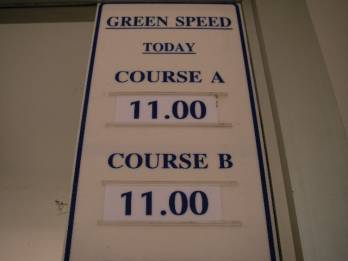 GREEN SPEED
TODAY
COURSE A
11.00
COURSE B
11.00